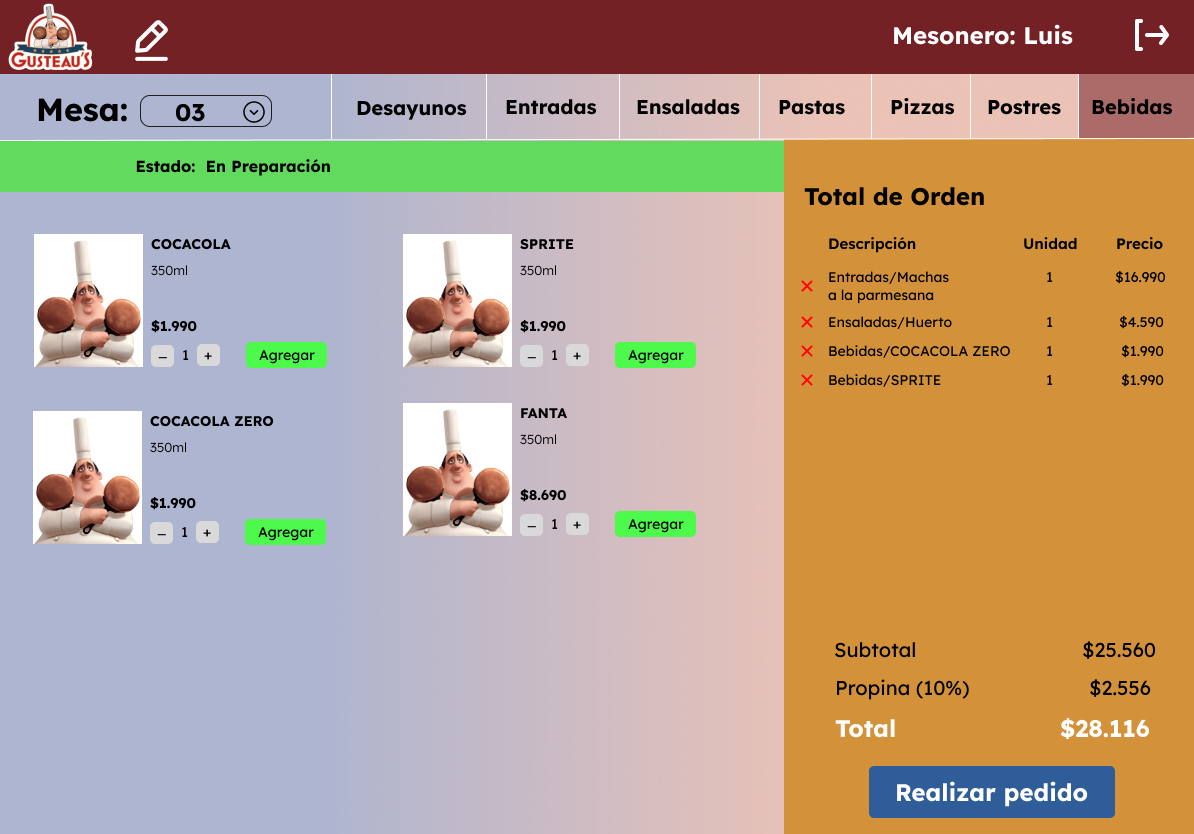 GUSTEAU'S
Mesonero: Luis
Mesa: 03
Desayunos Entradas Ensaladas Pastas Pizzas Postres Bebidas
Estado: En Preparación
COCACOLA
350ml
$1.990
– 1 + Agregar
SPRITE
350ml
$1.990
– 1 + Agregar
COCACOLA ZERO
350ml
$1.990
– 1 + Agregar
FANTA
350ml
$8.690
– 1 + Agregar
Total de Orden
Descripción Unidad Precio
Entradas/Machas 1 $16.990
a la parmesana
Ensaladas/Huerto 1 $4.590
Bebidas/COCACOLA ZERO 1 $1.990
Bebidas/SPRITE 1 $1.990
Subtotal $25.560
Propina (10%) $2.556
Total $28.116
Realizar pedido